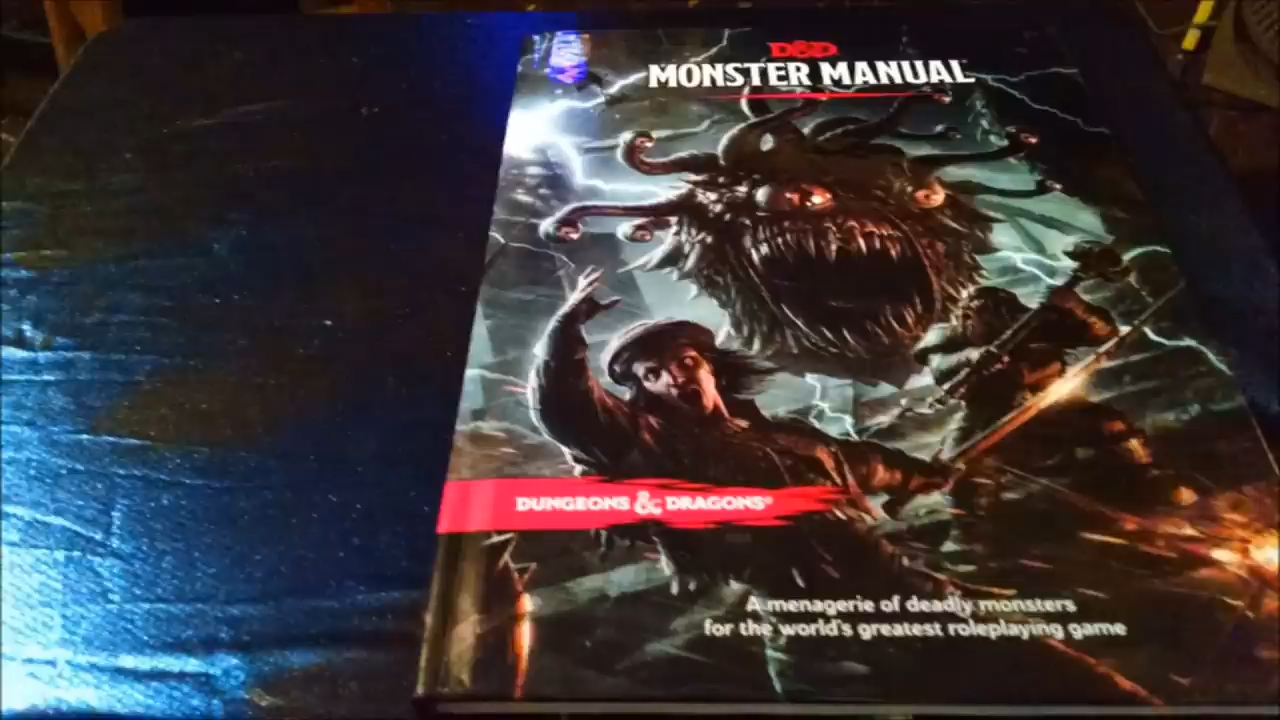 D&D
MONSTER MANUAL
DUNGEONS & DRAGONS®
A menagerie of deadly monsters
for the world's greatest roleplaying game